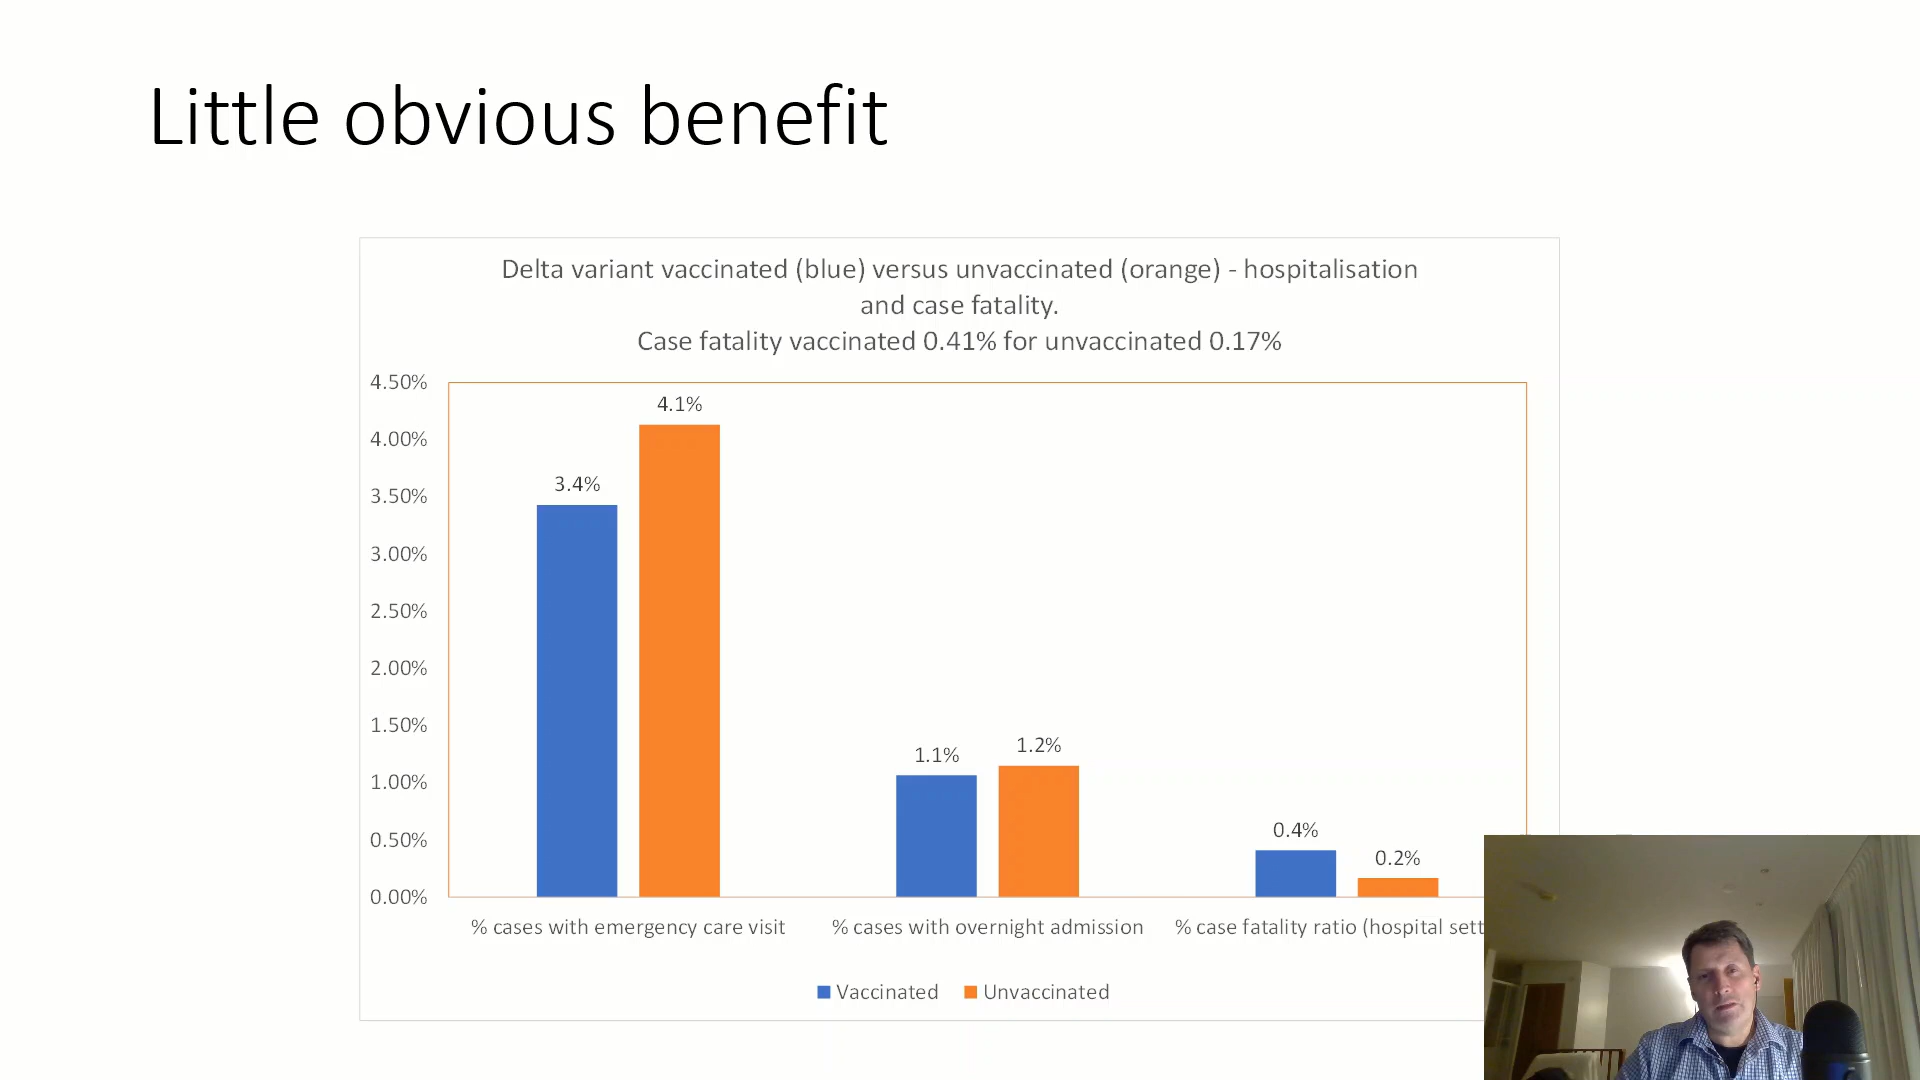 Little obvious benefit
Delta variant vaccinated (blue) versus unvaccinated (orange) - hospitalisation
and case fatality.
Case fatality vaccinated 0.41% for unvaccinated 0.17%
4.50%
4.00%
3.50%
3.00%
2.50%
2.00%
1.50%
1.00%
0.50%
0.00%
3.4%
4.1%
1.1%
1.2%
0.4%
0.2%
% cases with emergency care visit
% cases with overnight admission
% case fatality ratio (hospital sett
Vaccinated
Unvaccinated